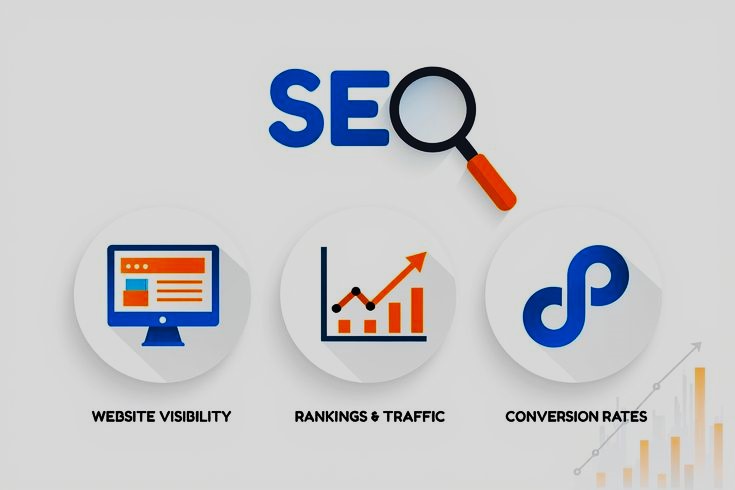 SEO
WEBSITE VISIBILITY
RANKINGS & TRAFFIC
CONVERSION RATES